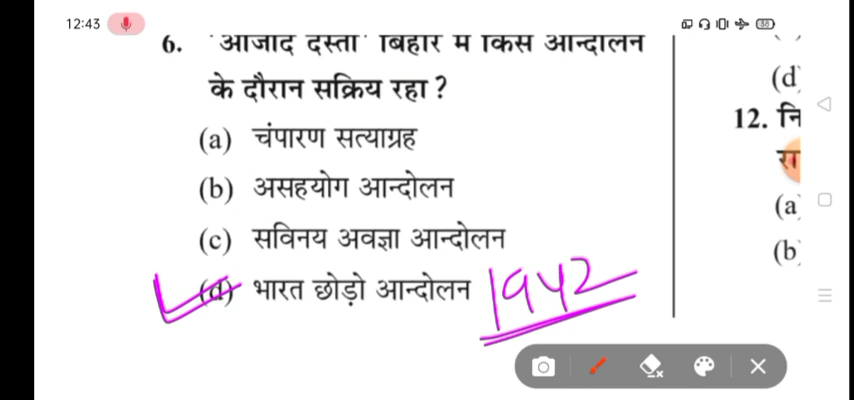 12:43
88
6. 'आजाद दस्ता' बिहार में किस आन्दोलन
के दौरान सक्रिय रहा ?
(a) चंपारण सत्याग्रह
(b) असहयोग आन्दोलन
(c) सविनय अवज्ञा आन्दोलन
(d) भारत छोड़ो आन्दोलन 1942
(d)
12. नि
रा
(a)
(b)